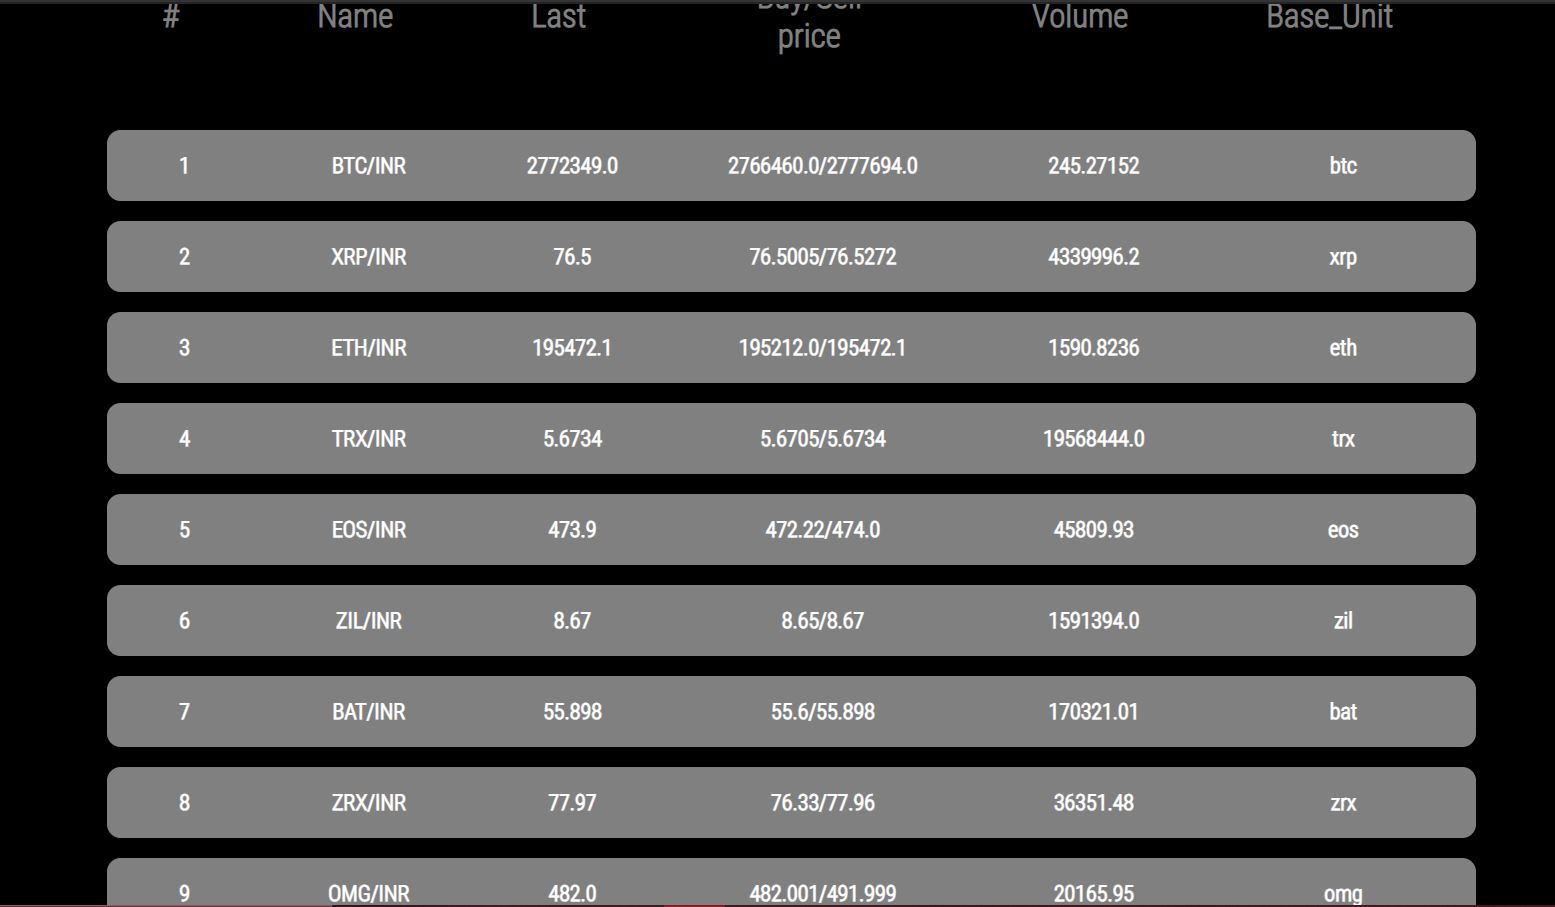 # Name Last Buy/Sell price Volume Base_Unit
1 BTC/INR 2772349.0 2766460.0/2777694.0 245.27152 btc
2 XRP/INR 76.5 76.5005/76.5272 4339996.2 xrp
3 ETH/INR 195472.1 195212.0/195472.1 1590.8236 eth
4 TRX/INR 5.6734 5.6705/5.6734 19568444.0 trx
5 EOS/INR 473.9 472.22/474.0 45809.93 eos
6 ZIL/INR 8.67 8.65/8.67 1591394.0 zil
7 BAT/INR 55.898 55.6/55.898 170321.01 bat
8 ZRX/INR 77.97 76.33/77.96 36351.48 zrx
9 OMG/INR 482.0 482.001/491.999 20165.95 omg